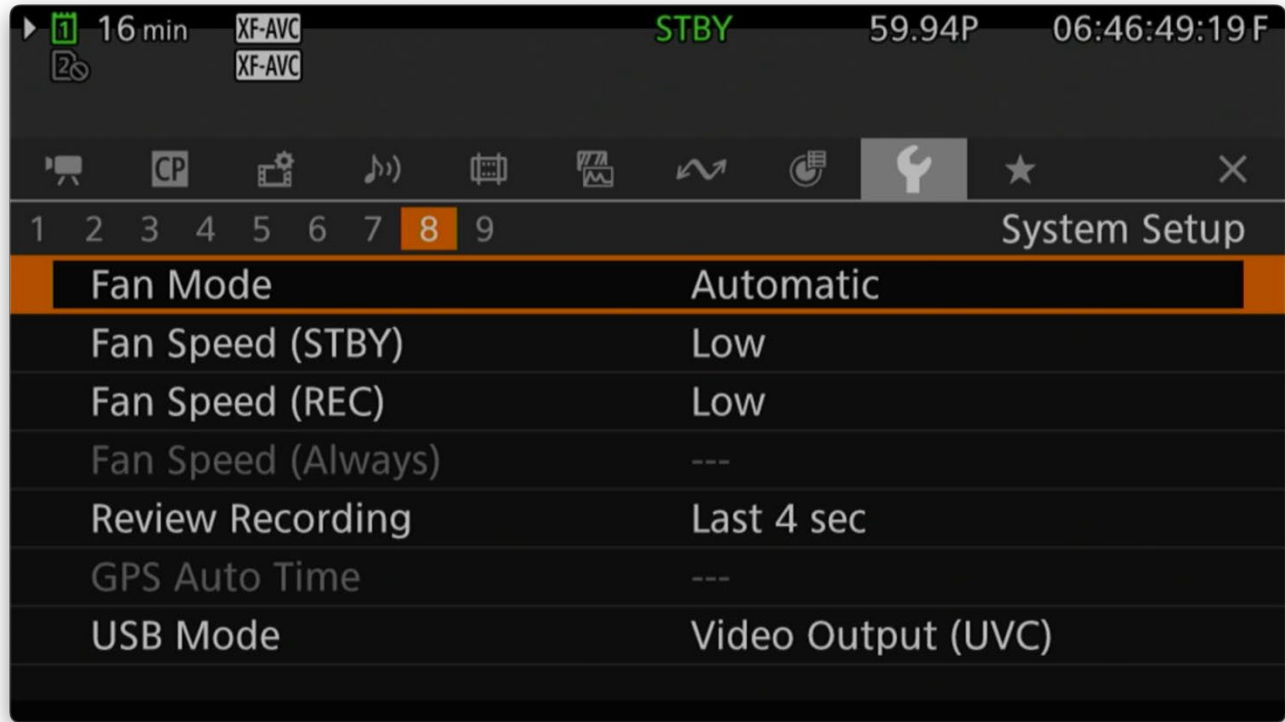 1 16 min XF-AVC STBY 59.94P 06:46:49:19 F
2 XF-AVC
CP
1 2 3 4 5 6 7 8 9 System Setup
Fan Mode Automatic
Fan Speed (STBY) Low
Fan Speed (REC) Low
Fan Speed (Always) ---
Review Recording Last 4 sec
GPS Auto Time ---
USB Mode Video Output (UVC)